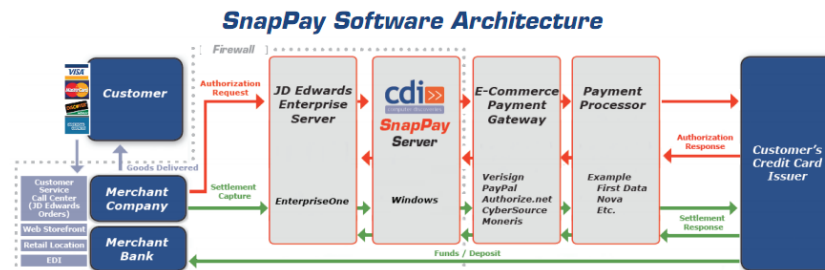 SnapPay Software Architecture
[ Firewall ]
VISA
MasterCard
DISCOVER
Customer
Authorization
Request
Goods Delivered
Customer
Service
Call Center
(JD Edwards
Orders)
Web Storefront
Retail Location
EDI
Merchant
Company
Merchant
Bank
Settlement
Capture
JD Edwards
Enterprise
Server
EnterpriseOne
cdi
SnapPay
Server
Windows
E-Commerce
Payment
Gateway
Verisign
PayPal
Authorize.net
CyberSource
Moneris
Payment
Processor
Example
First Data
Nova
Etc.
Authorization
Response
Settlement
Response
Customer's
Credit Card
Issuer
Funds / Deposit